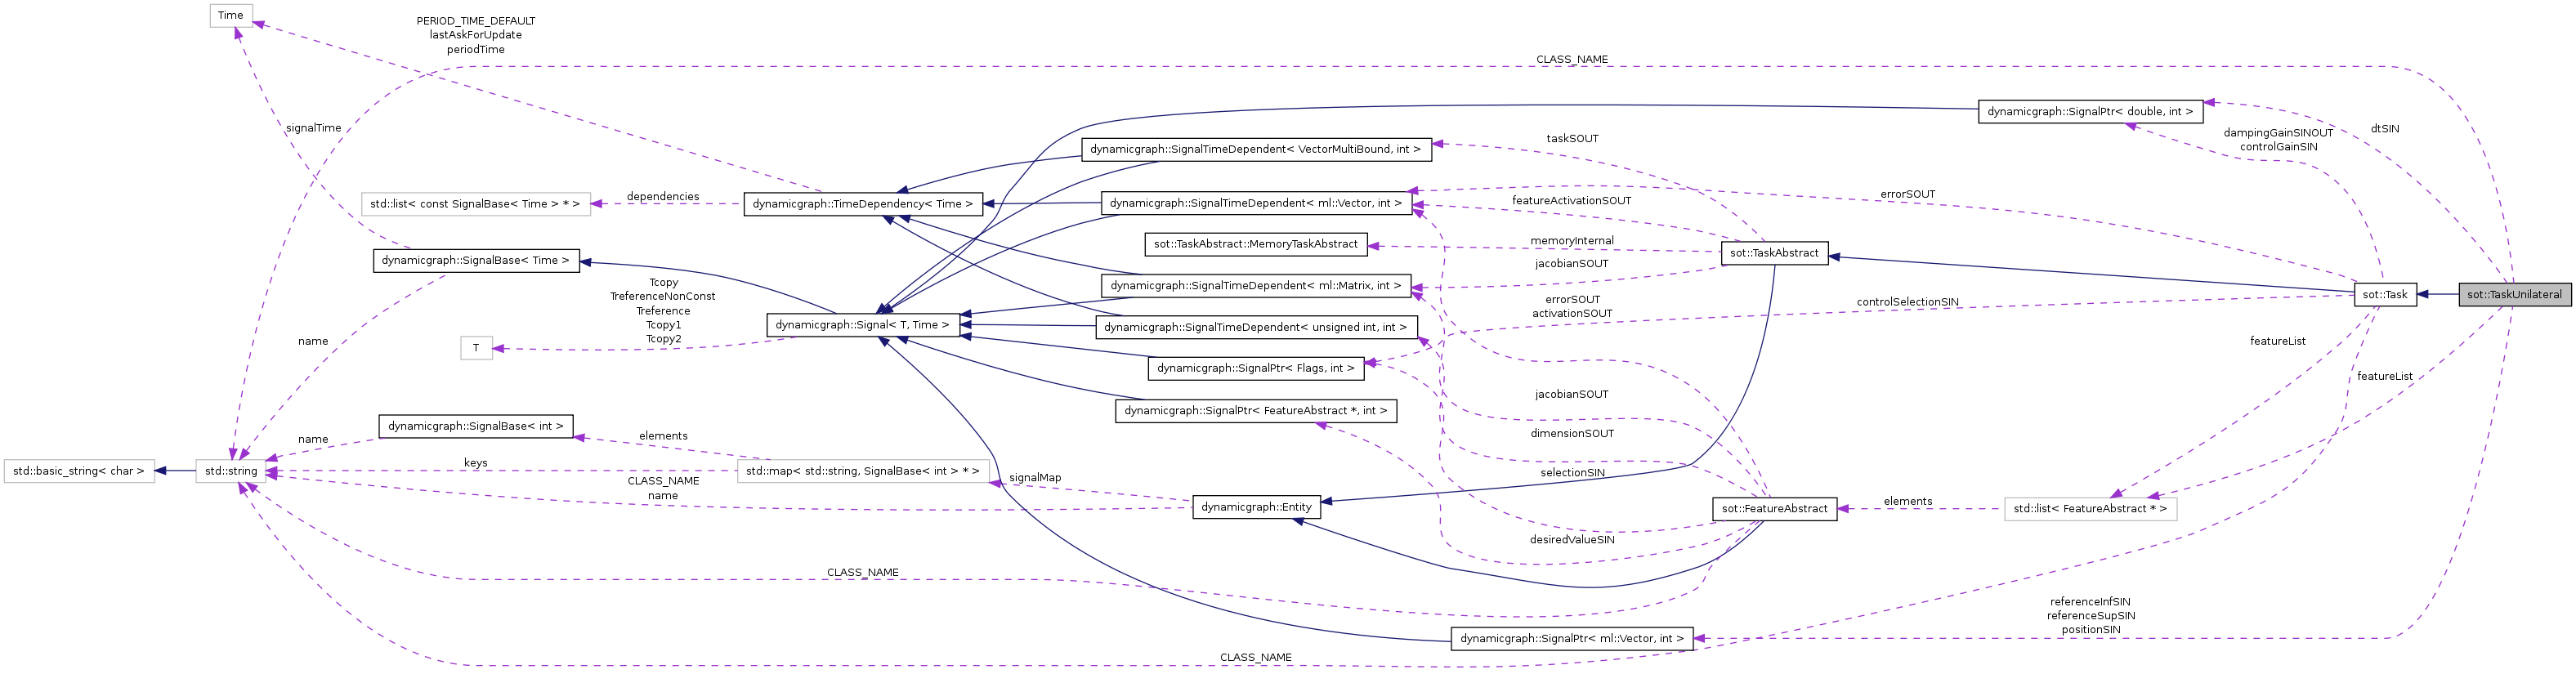 Time
PERIOD_TIME_DEFAULT
lastAskForUpdate
periodTime
CLASS_NAME
signalTime
dynamicgraph::SignalPtr< double, int >
dtSIN
dampingGainSINOUT
controlGainSIN
taskSOUT
dynamicgraph::SignalTimeDependent< VectorMultiBound, int >
std::list< const SignalBase< Time > * >
dependencies
dynamicgraph::TimeDependency< Time >
dynamicgraph::SignalTimeDependent< ml::Vector, int >
featureActivationSOUT
errorSOUT
sot::TaskAbstract::MemoryTaskAbstract
memoryInternal
sot::TaskAbstract
dynamicgraph::SignalBase< Time >
jacobianSOUT
dynamicgraph::SignalTimeDependent< ml::Matrix, int >
sot::Task
sot::TaskUnilateral
Tcopy
TreferenceNonConst
Treference
Tcopy1
Tcopy2
errorSOUT
activationSOUT
controlSelectionSIN
dynamicgraph::Signal< T, Time >
dynamicgraph::SignalTimeDependent< unsigned int, int >
name
T
featureList
dynamicgraph::SignalPtr< Flags, int >
featureList
jacobianSOUT
dynamicgraph::SignalPtr< FeatureAbstract *, int >
dynamicgraph::SignalBase< int >
name
elements
dimensionSOUT
std::basic_string< char >
std::string
keys
std::map< std::string, SignalBase< int > * >
signalMap
selectionSIN
CLASS_NAME
name
dynamicgraph::Entity
sot::FeatureAbstract
elements
std::list< FeatureAbstract * >
desiredValueSIN
CLASS_NAME
referenceInfSIN
referenceSupSIN
positionSIN
dynamicgraph::SignalPtr< ml::Vector, int >
CLASS_NAME